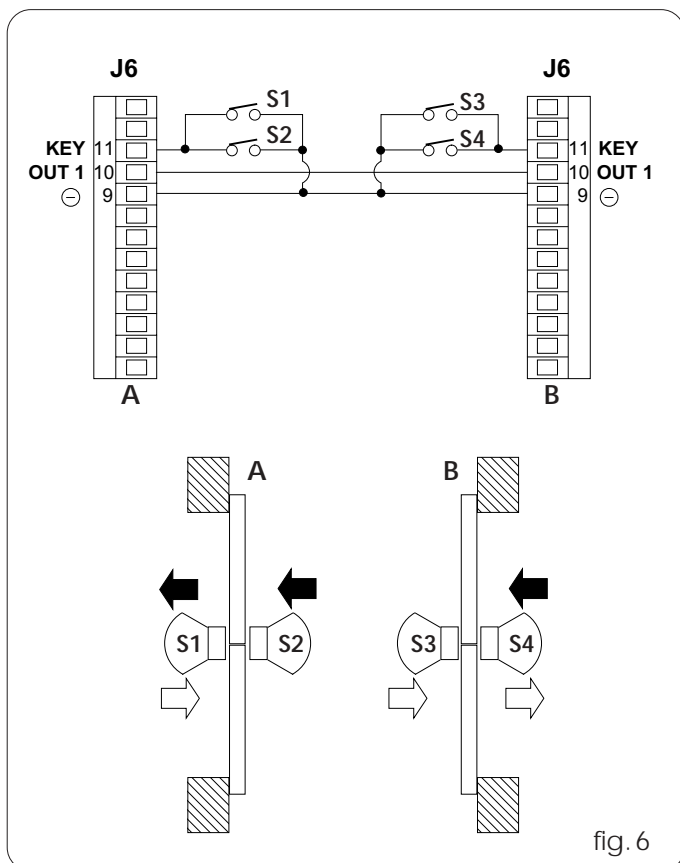 J6 J6
S1 S3
S2 S4
KEY 11 11 KEY
OUT 1 10 10 OUT 1
⊖ 9 9 ⊖
A B
A B
S1 S2 S3 S4
fig. 6